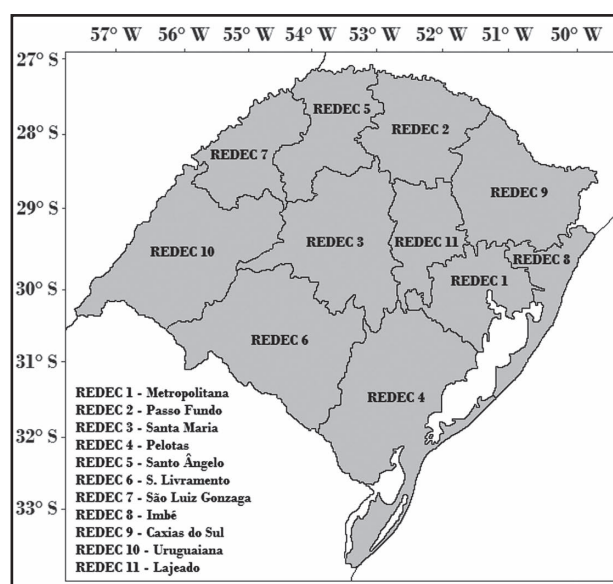 57° W 56° W 55° W 54° W 53° W 52° W 51° W 50° W
27° S
28° S
29° S
30° S
31° S
32° S
33° S
REDEC 5
REDEC 2
REDEC 7
REDEC 9
REDEC 3
REDEC 11
REDEC 10
REDEC 8
REDEC 1
REDEC 6
REDEC 4
REDEC 1 - Metropolitana
REDEC 2 - Passo Fundo
REDEC 3 - Santa Maria
REDEC 4 - Pelotas
REDEC 5 - Santo Ângelo
REDEC 6 - S. Livramento
REDEC 7 - São Luiz Gonzaga
REDEC 8 - Imbé
REDEC 9 - Caxias do Sul
REDEC 10 - Uruguaiana
REDEC 11 - Lajeado